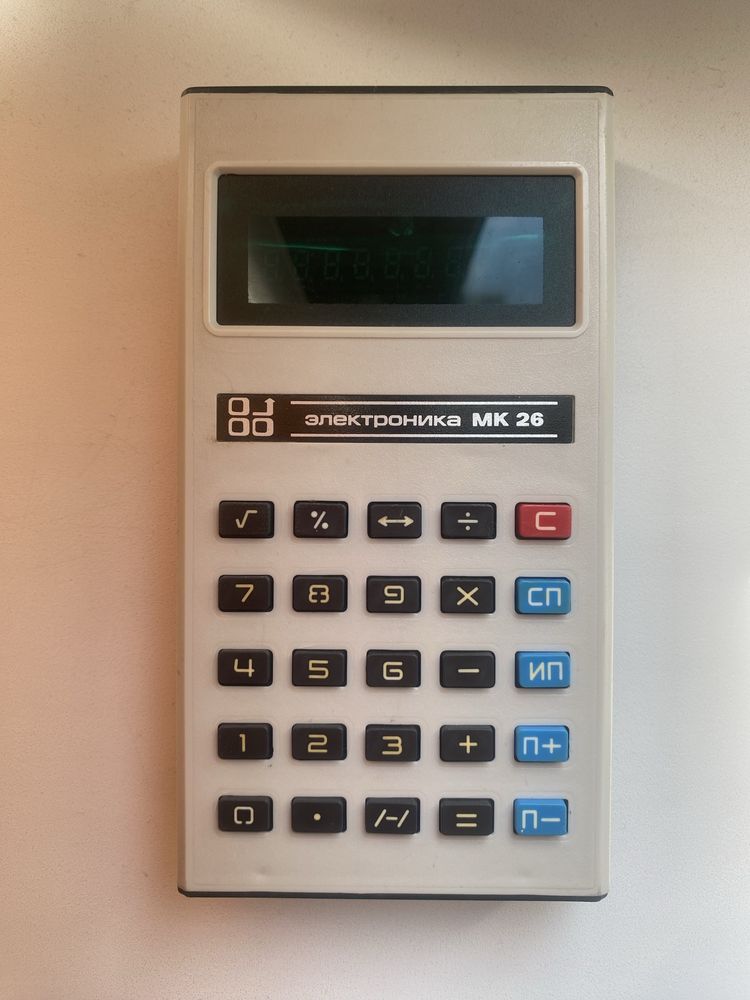 электроника МК 26
√ % ↔ ÷ C
7 8 9 X СП
4 5 6 − ИП
1 2 3 + П+
0 · /-/ = П−